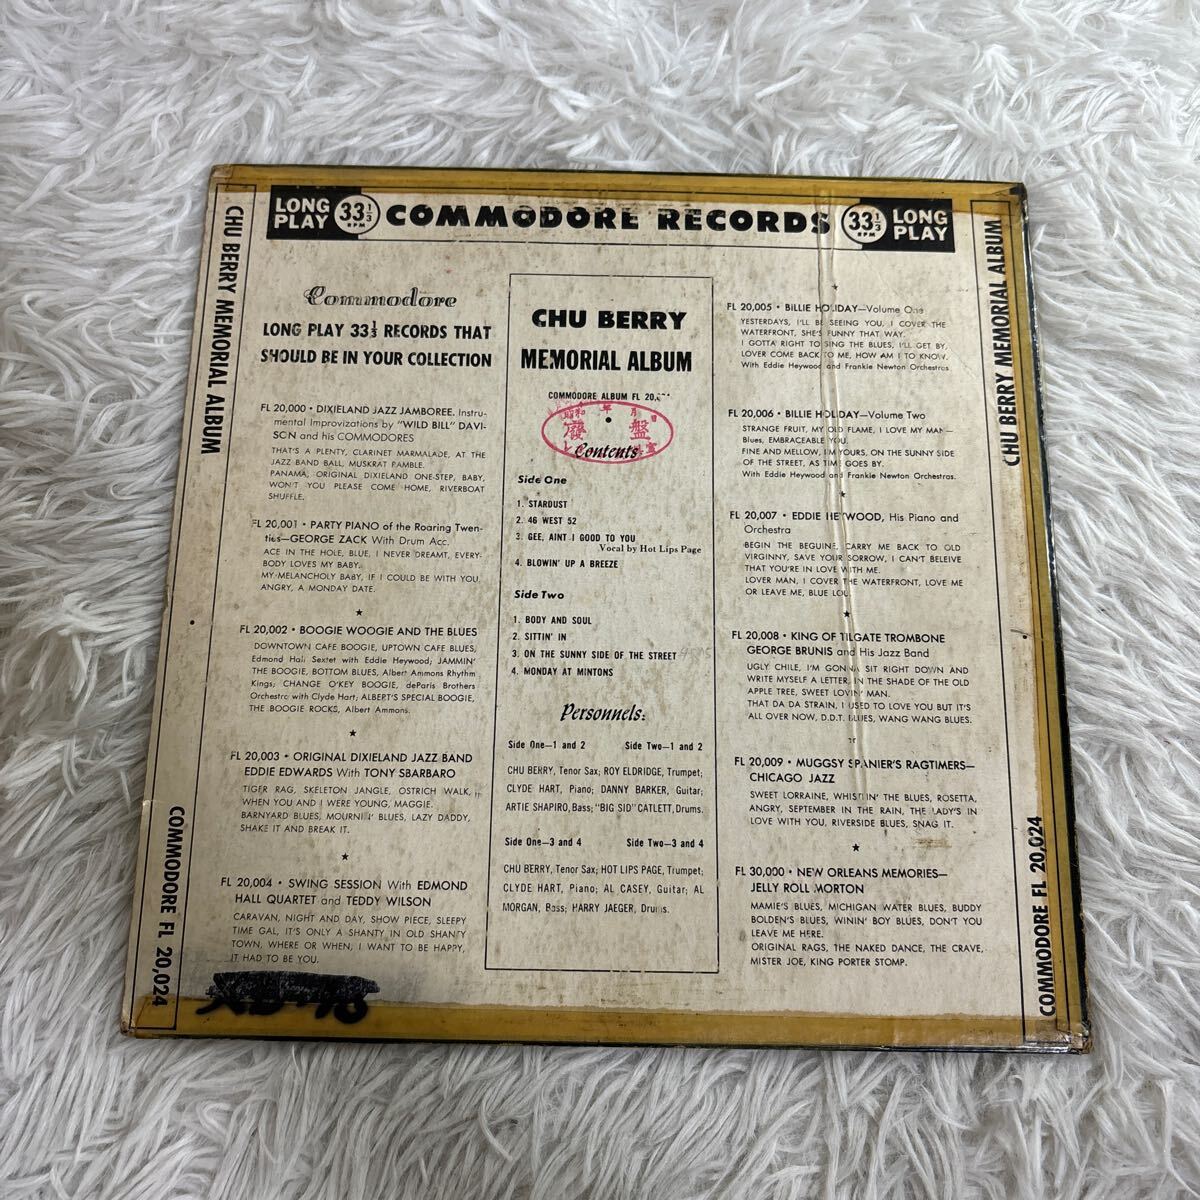 LONG PLAY 33⅓ RPM COMMODORE RECORDS 33⅓ RPM LONG PLAY
CHU BERRY MEMORIAL ALBUM
COMMODORE FL 20,024
Commodore
LONG PLAY 33⅓ RECORDS THAT
SHOULD BE IN YOUR COLLECTION
FL 20,000 • DIXIELAND JAZZ JAMBOREE. Instru-
mental Improvizations by "WILD BILL" DAVI-
SON and his COMMODORES
THAT'S A PLENTY, CLARINET MARMALADE, AT THE
JAZZ BAND BALL, MUSKRAT RAMBLE.
PANAMA, ORIGINAL DIXIELAND ONE-STEP, BABY,
WON'T YOU PLEASE COME HOME, RIVERBOAT
SHUFFLE.
FL 20,001 • PARTY PIANO of the Roaring Twen-
ties—GEORGE ZACK With Drum Acc.
ACE IN THE HOLE, BLUE, I NEVER DREAMT, EVERY-
BODY LOVES MY BABY.
MY MELANCHOLY BABY, IF I COULD BE WITH YOU,
ANGRY, A MONDAY DATE.
★
FL 20,002 • BOOGIE WOOGIE AND THE BLUES
DOWNTOWN CAFE BOOGIE, UPTOWN CAFE BLUES,
Edmond Hall Sextet with Eddie Heywood; JAMMIN'
THE BOOGIE, BOTTOM BLUES, Albert Ammons Rhythm
Kings; CHANGE O'KEY BOOGIE, deParis Brothers
Orchestra with Clyde Hart; ALBERT'S SPECIAL BOOGIE,
THE BOOGIE ROCKS, Albert Ammons.
★
FL 20,003 • ORIGINAL DIXIELAND JAZZ BAND
EDDIE EDWARDS With TONY SBARBARO
TIGER RAG, SKELETON JANGLE, OSTRICH WALK,
WHEN YOU AND I WERE YOUNG, MAGGIE.
BARNYARD BLUES, MOURNIN' BLUES, LAZY DADDY,
SHAKE IT AND BREAK IT.
★
FL 20,004 • SWING SESSION With EDMOND
HALL QUARTET and TEDDY WILSON
CARAVAN, NIGHT AND DAY, SHOW PIECE, SLEEPY
TIME GAL, IT'S ONLY A SHANTY IN OLD SHANTY
TOWN, WHERE OR WHEN, I WANT TO BE HAPPY,
IT HAD TO BE YOU.
CHU BERRY
MEMORIAL ALBUM
COMMODORE ALBUM FL 20,
昭和 年 月 日
廢 盤
Contents
Side One
1. STARDUST
2. 46 WEST 52
3. GEE, AINT I GOOD TO YOU
Vocal by Hot Lips Page
4. BLOWIN' UP A BREEZE
Side Two
1. BODY AND SOUL
2. SITTIN' IN
3. ON THE SUNNY SIDE OF THE STREET
4. MONDAY AT MINTONS
Personnels:
Side One—1 and 2 Side Two—1 and 2
CHU BERRY, Tenor Sax; ROY ELDRIDGE, Trumpet;
CLYDE HART, Piano; DANNY BARKER, Guitar;
ARTIE SHAPIRO, Bass; "BIG SID" CATLETT, Drums.
Side One—3 and 4 Side Two—3 and 4
CHU BERRY, Tenor Sax; HOT LIPS PAGE, Trumpet;
CLYDE HART, Piano; AL CASEY, Guitar; AL
MORGAN, Bass; HARRY JAEGER, Drums.
★
FL 20,005 • BILLIE HOLIDAY—Volume One
YESTERDAYS, I'LL BE SEEING YOU, I COVER THE
WATERFRONT, SHE'S FUNNY THAT WAY.
I GOTTA RIGHT TO SING THE BLUES, I'LL GET BY,
LOVER COME BACK TO ME, HOW AM I TO KNOW.
With Eddie Heywood and Frankie Newton Orchestras
★
FL 20,006 • BILLIE HOLIDAY—Volume Two
STRANGE FRUIT, MY OLD FLAME, I LOVE MY MAN—
Blues, EMBRACEABLE YOU.
FINE AND MELLOW, I'M YOURS, ON THE SUNNY SIDE
OF THE STREET, AS TIME GOES BY.
With Eddie Heywood and Frankie Newton Orchestras.
★
FL 20,007 • EDDIE HEYWOOD, His Piano and
Orchestra
BEGIN THE BEGUINE, CARRY ME BACK TO OLD
VIRGINNY, SAVE YOUR SORROW, I CAN'T BELEIVE
THAT YOU'RE IN LOVE WITH ME.
LOVER MAN, I COVER THE WATERFRONT, LOVE ME
OR LEAVE ME, BLUE LOU.
★
FL 20,008 • KING OF TILGATE TROMBONE
GEORGE BRUNIS and His Jazz Band
UGLY CHILE, I'M GONNA SIT RIGHT DOWN AND
WRITE MYSELF A LETTER, IN THE SHADE OF THE OLD
APPLE TREE, SWEET LOVIN' MAN.
THAT DA DA STRAIN, I USED TO LOVE YOU BUT IT'S
ALL OVER NOW, D.D.T. BLUES, WANG WANG BLUES.
FL 20,009 • MUGGSY SPANIER'S RAGTIMERS—
CHICAGO JAZZ
SWEET LORRAINE, WHISTLIN' THE BLUES, ROSETTA,
ANGRY, SEPTEMBER IN THE RAIN, THE LADY'S IN
LOVE WITH YOU, RIVERSIDE BLUES, SNAG IT.
★
FL 30,000 • NEW ORLEANS MEMORIES—
JELLY ROLL MORTON
MAMIE'S BLUES, MICHIGAN WATER BLUES, BUDDY
BOLDEN'S BLUES, WININ' BOY BLUES, DON'T YOU
LEAVE ME HERE.
ORIGINAL RAGS, THE NAKED DANCE, THE CRAVE,
MISTER JOE, KING PORTER STOMP.
CHU BERRY MEMORIAL ALBUM
COMMODORE FL 20,024